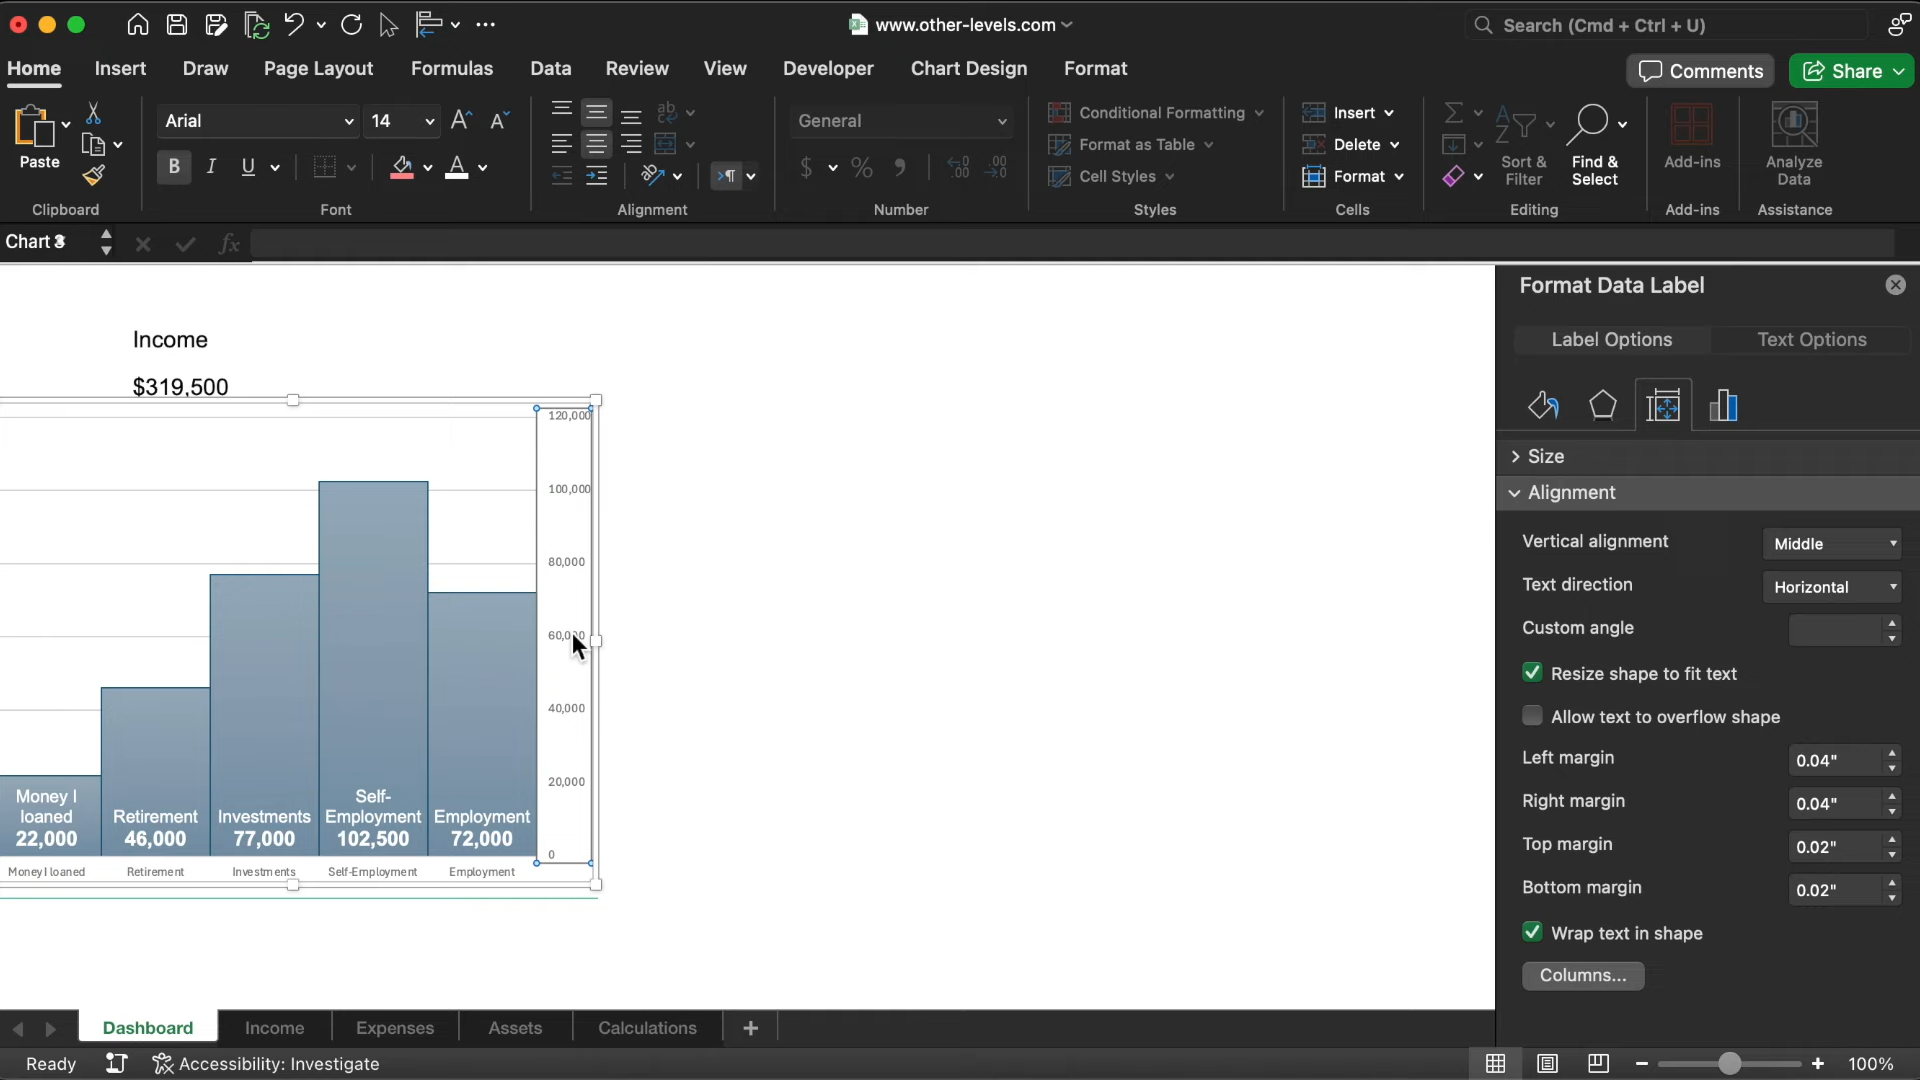 www.other-levels.com
Search (Cmd + Ctrl + U)
Home Insert Draw Page Layout Formulas Data Review View Developer Chart Design Format
Comments Share
Paste
Clipboard
Arial 14
B I U A
Font
ab
Alignment
General
$ % 9
Number
Conditional Formatting
Format as Table
Cell Styles
Styles
Insert
Delete
Format
Cells
Sort & Filter
Find & Select
Editing
Add-ins
Add-ins
Analyze Data
Assistance
Chart 3
fx
Income
$319,500
120,000
100,000
80,000
40,000
20,000
0
Money I loaned
22,000
Retirement
46,000
Investments
77,000
Self-Employment
102,500
Employment
72,000
Money I loaned Retirement Investments Self-Employment Employment
Format Data Label
Label Options Text Options
Size
Alignment
Vertical alignment Middle
Text direction Horizontal
Custom angle
Resize shape to fit text
Allow text to overflow shape
Left margin 0.04"
Right margin 0.04"
Top margin 0.02"
Bottom margin 0.02"
Wrap text in shape
Columns...
Dashboard Income Expenses Assets Calculations
Ready Accessibility: Investigate 100%